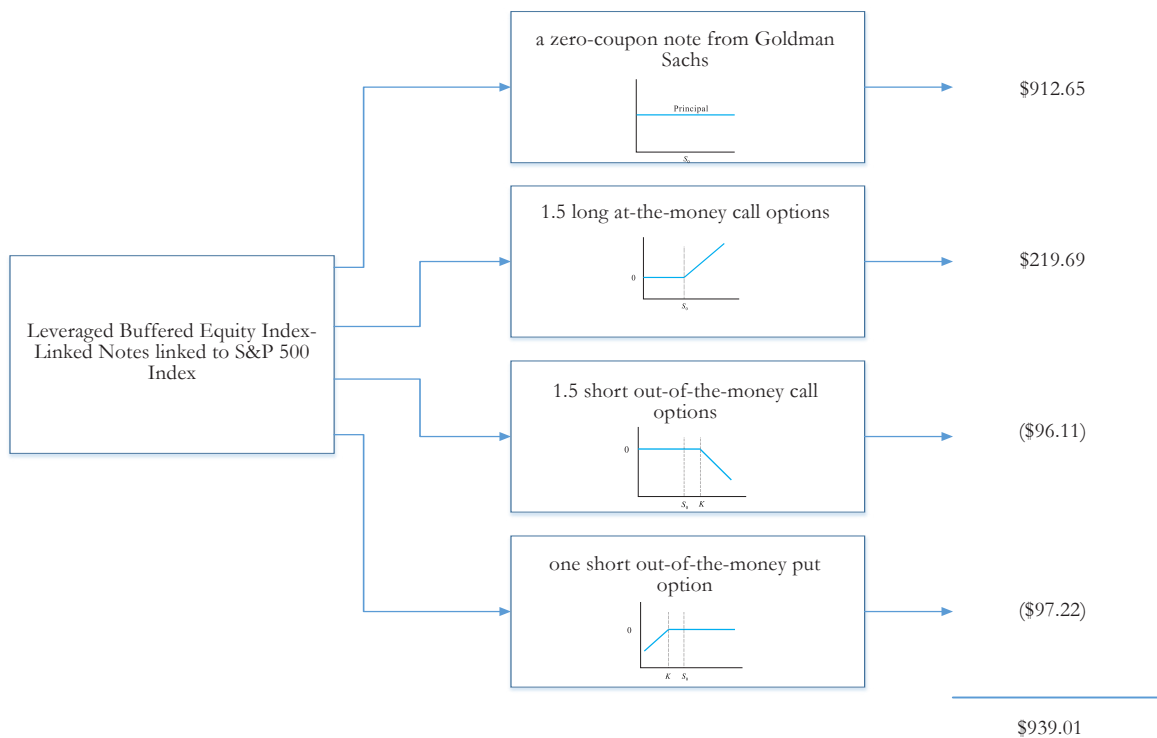 a zero-coupon note from Goldman
Sachs
Principal
S₀
$912.65
1.5 long at-the-money call options
0
S₀
$219.69
Leveraged Buffered Equity Index-
Linked Notes linked to S&P 500
Index
1.5 short out-of-the-money call
options
0
S₀ K
($96.11)
one short out-of-the-money put
option
0
K S₀
($97.22)
$939.01